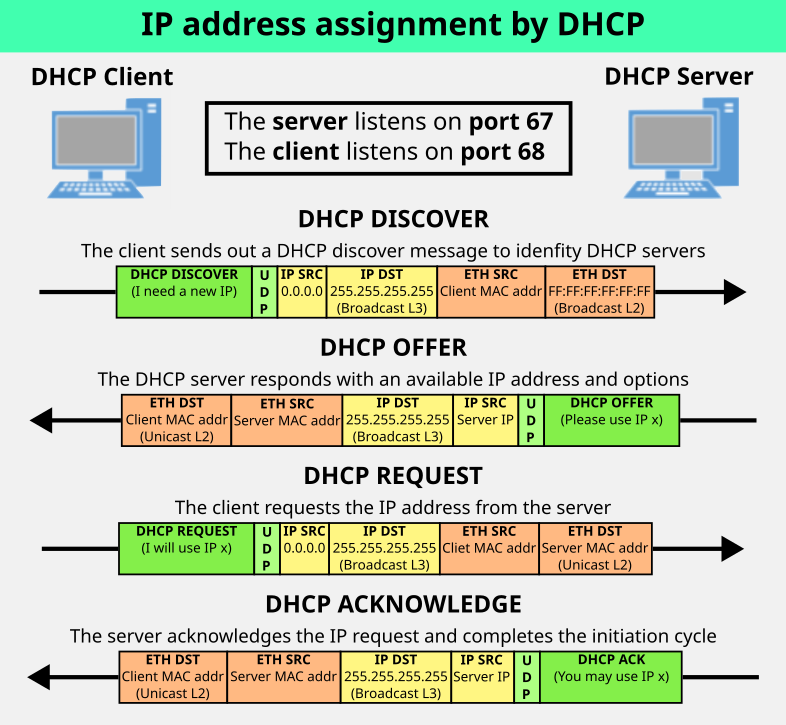 IP address assignment by DHCP
DHCP Client
DHCP Server
The server listens on port 67
The client listens on port 68
DHCP DISCOVER
The client sends out a DHCP discover message to idenfity DHCP servers
DHCP DISCOVER
(I need a new IP)
U
D
P
IP SRC
0.0.0.0
IP DST
255.255.255.255
(Broadcast L3)
ETH SRC
Client MAC addr
ETH DST
FF:FF:FF:FF:FF:FF
(Broadcast L2)
DHCP OFFER
The DHCP server responds with an available IP address and options
ETH DST
Client MAC addr
(Unicast L2)
ETH SRC
Server MAC addr
IP DST
255.255.255.255
(Broadcast L3)
IP SRC
Server IP
U
D
P
DHCP OFFER
(Please use IP x)
DHCP REQUEST
The client requests the IP address from the server
DHCP REQUEST
(I will use IP x)
U
D
P
IP SRC
0.0.0.0
IP DST
255.255.255.255
(Broadcast L3)
ETH SRC
Cliet MAC addr
ETH DST
Server MAC addr
(Unicast L2)
DHCP ACKNOWLEDGE
The server acknowledges the IP request and completes the initiation cycle
ETH DST
Client MAC addr
(Unicast L2)
ETH SRC
Server MAC addr
IP DST
255.255.255.255
(Broadcast L3)
IP SRC
Server IP
U
D
P
DHCP ACK
(You may use IP x)